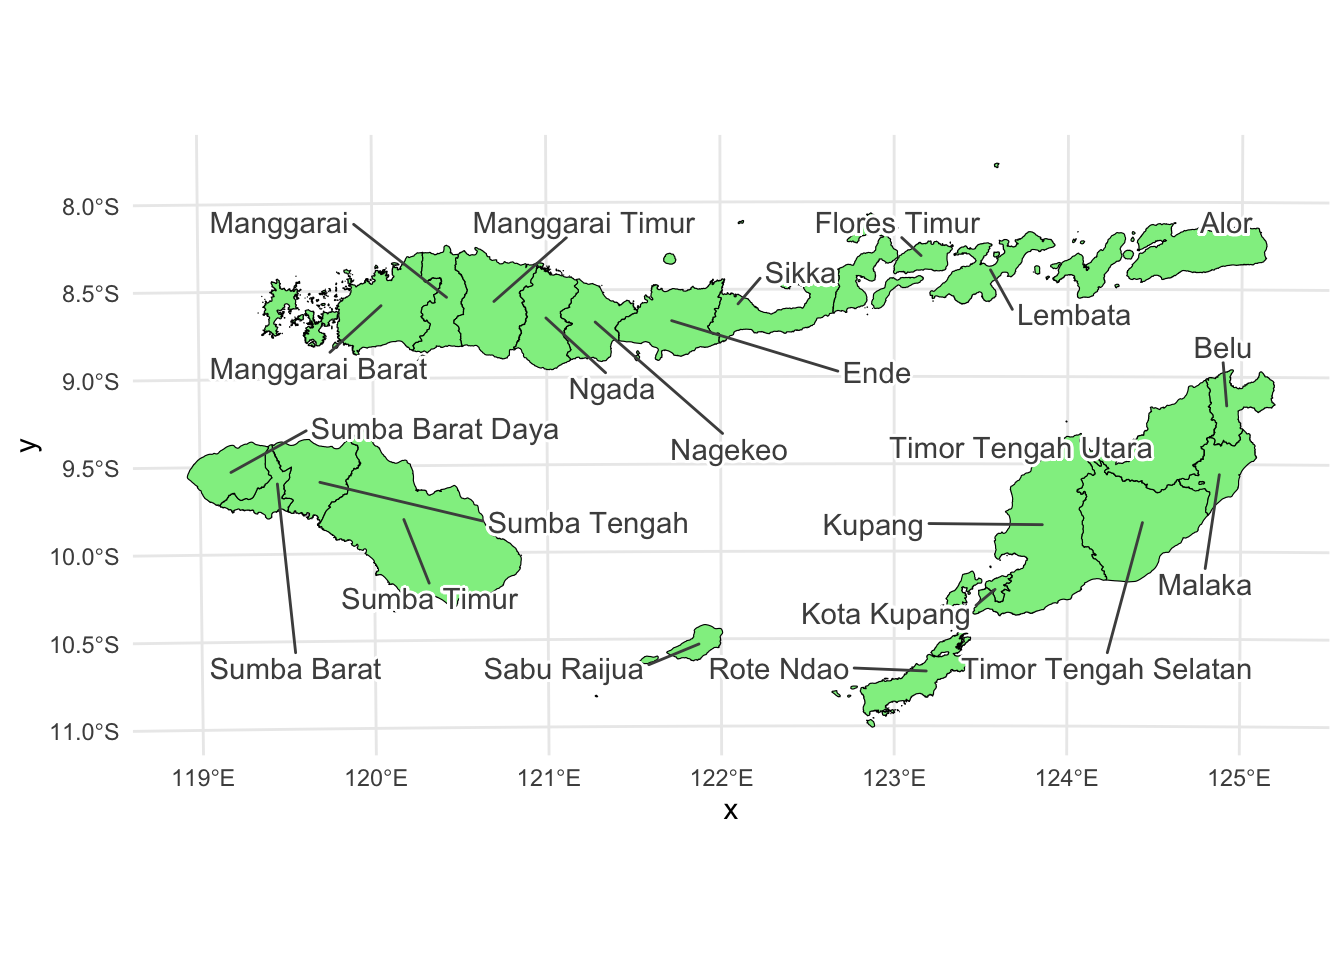 8.0°S
8.5°S
9.0°S
9.5°S
10.0°S
10.5°S
11.0°S
y
Manggarai
Manggarai Timur
Flores Timur
Alor
Sikka
Lembata
Belu
Manggarai Barat
Ende
Ngada
Sumba Barat Daya
Nagekeo
Timor Tengah Utara
Sumba Tengah
Kupang
Malaka
Sumba Timur
Kota Kupang
Sumba Barat
Sabu Raijua
Rote Ndao
Timor Tengah Selatan
119°E
120°E
121°E
122°E
123°E
124°E
125°E
x